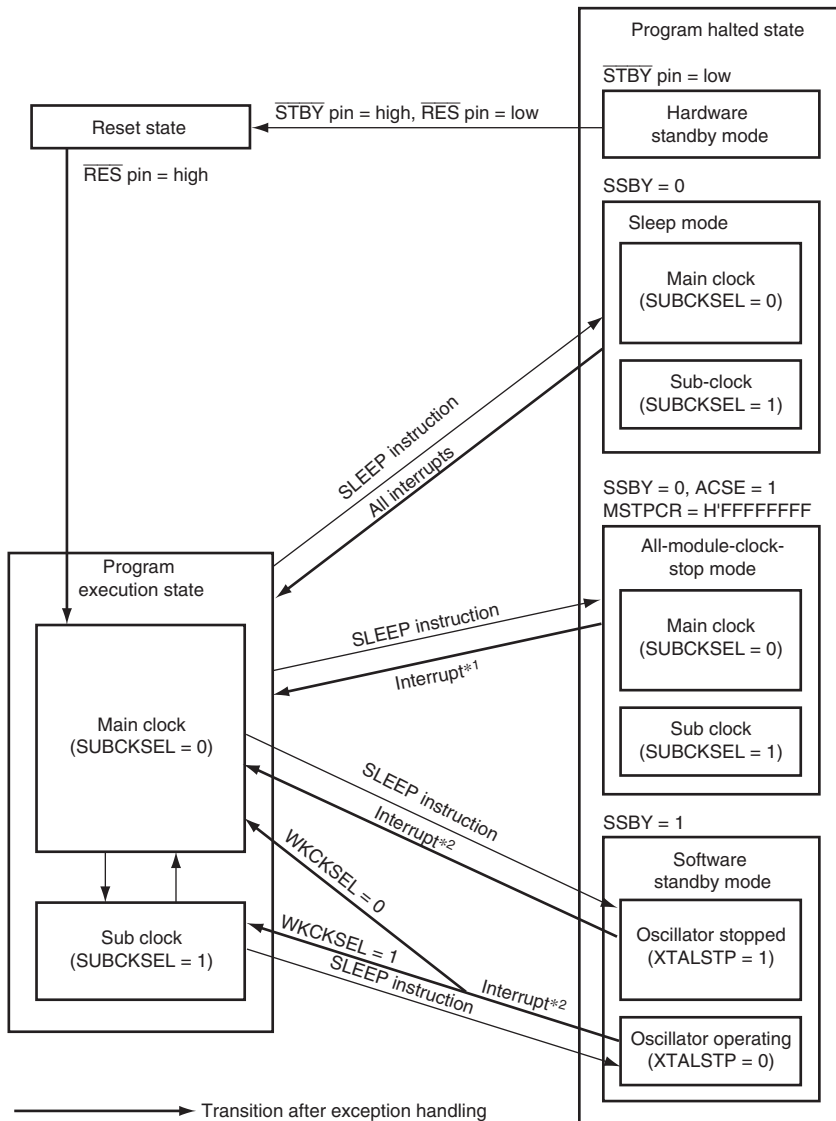 Program halted state
STBY pin = low
Hardware
standby mode
STBY pin = high, RES pin = low
Reset state
RES pin = high
SSBY = 0
Sleep mode
Main clock
(SUBCKSEL = 0)
Sub-clock
(SUBCKSEL = 1)
SLEEP instruction
All interrupts
SSBY = 0, ACSE = 1
MSTPCR = H'FFFFFFFF
All-module-clock-
stop mode
Main clock
(SUBCKSEL = 0)
Sub clock
(SUBCKSEL = 1)
SLEEP instruction
Interrupt*1
Program
execution state
Main clock
(SUBCKSEL = 0)
Sub clock
(SUBCKSEL = 1)
SLEEP instruction
Interrupt*2
WKCKSEL = 0
WKCKSEL = 1
SLEEP instruction
Interrupt*2
SSBY = 1
Software
standby mode
Oscillator stopped
(XTALSTP = 1)
Oscillator operating
(XTALSTP = 0)
Transition after exception handling